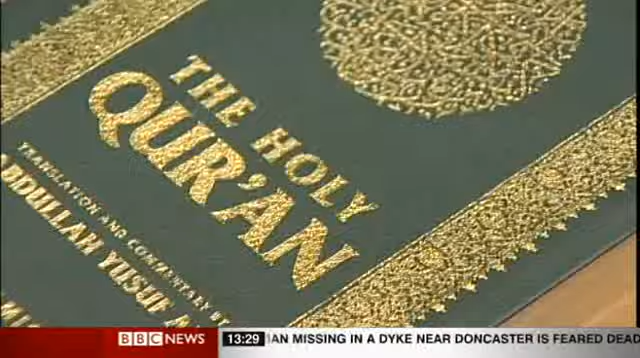 THE HOLY
QUR'AN
TRANSLATION AND COMMENTARY BY
ABDULLAH YUSUF A
BBC NEWS
13:29 IAN MISSING IN A DYKE NEAR DONCASTER IS FEARED DEAD